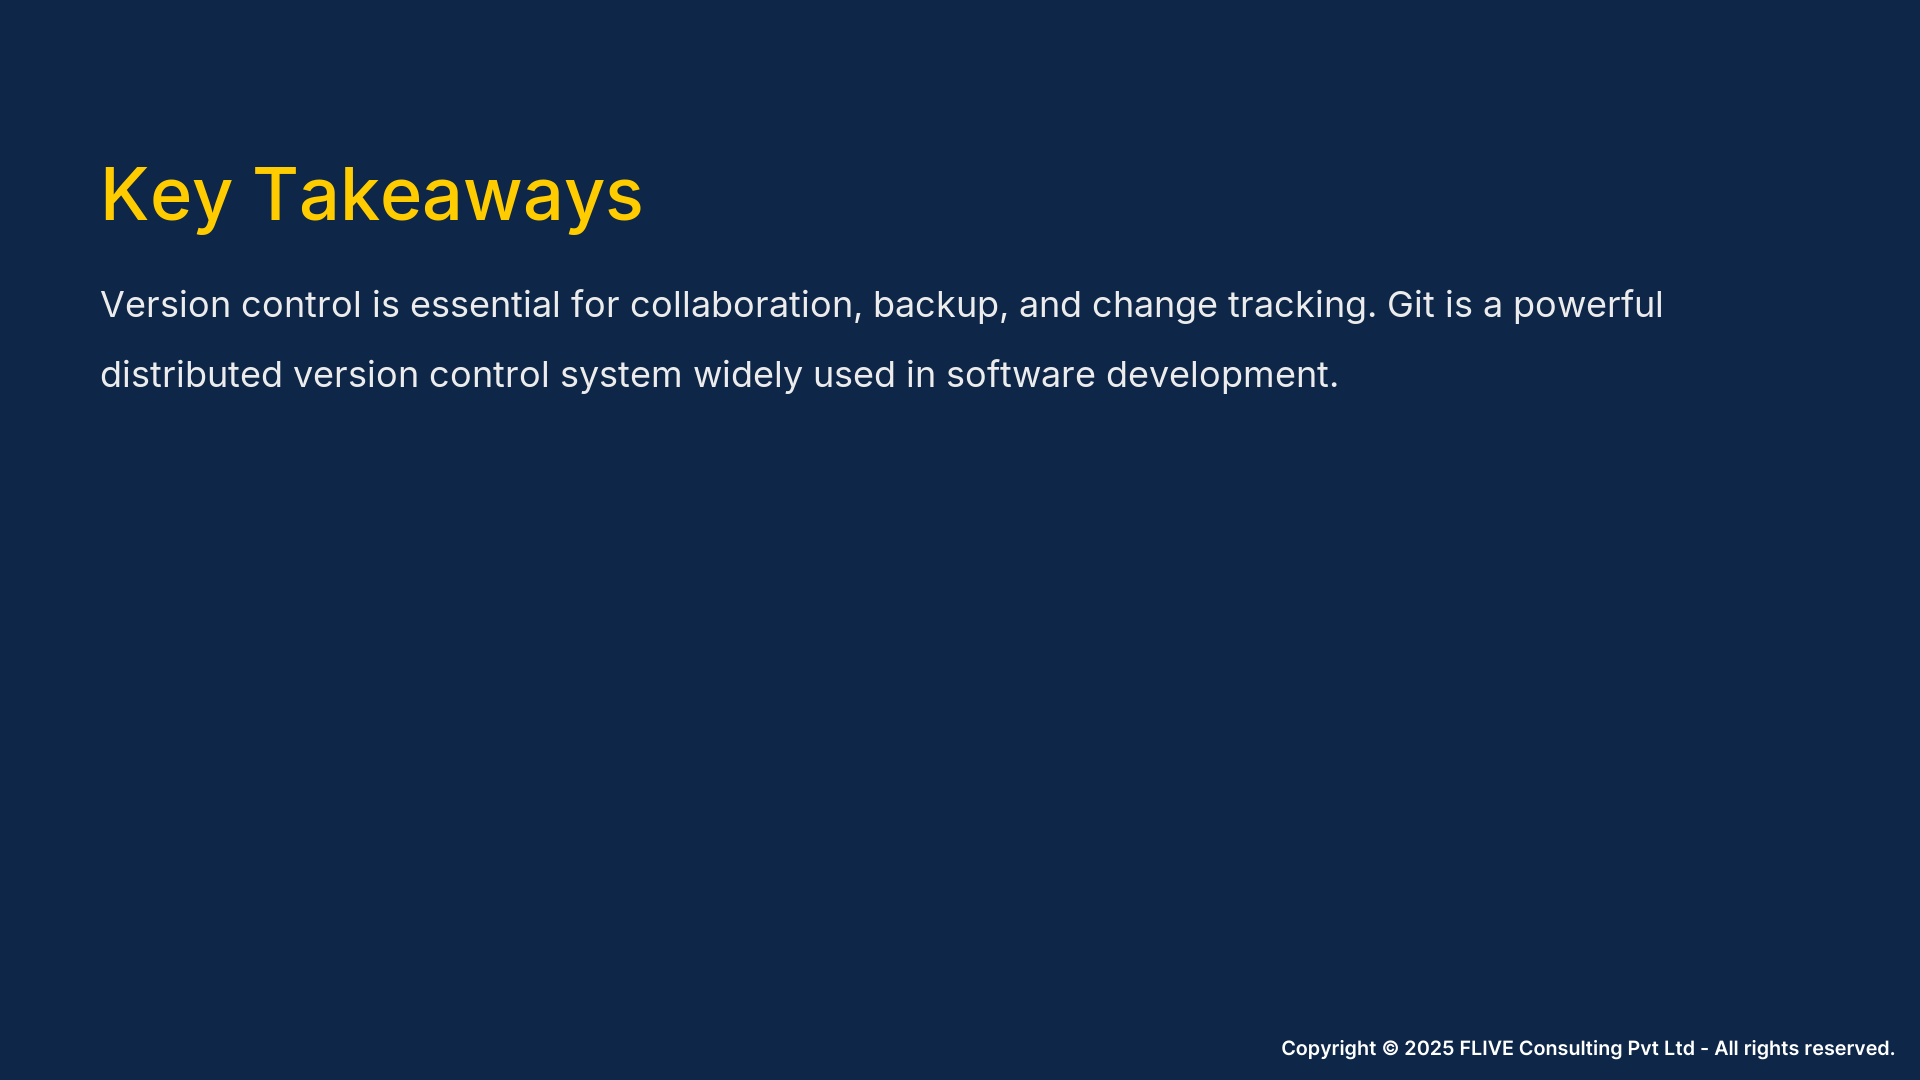 Key Takeaways
Version control is essential for collaboration, backup, and change tracking. Git is a powerful
distributed version control system widely used in software development.
Copyright © 2025 FLIVE Consulting Pvt Ltd - All rights reserved.